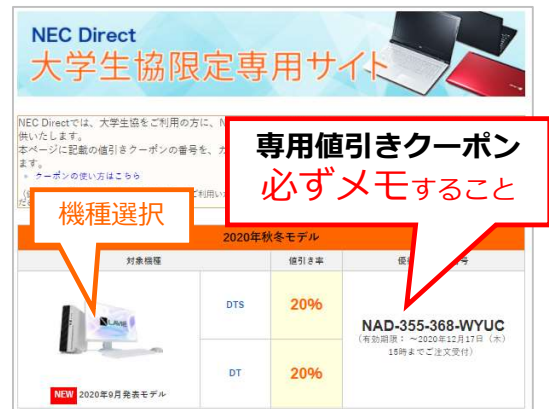 NEC Direct
大学生協限定専用サイト
NEC Directでは、大学生協をご利用の方に、N
供いたします。
本ページに記載の値引きクーポンの番号を、カ
ます。
クーポンの使い方はこちら
専用値引きクーポン
必ずメモすること
機種選択
2020年秋冬モデル
対象機種
値引き率
優
号
LAVIE
DTS
20%
DT
20%
NAD-355-368-WYUC
(有効期限:～2020年12月17日(木)
15時までご注文受付)
NEW 2020年9月発表モデル